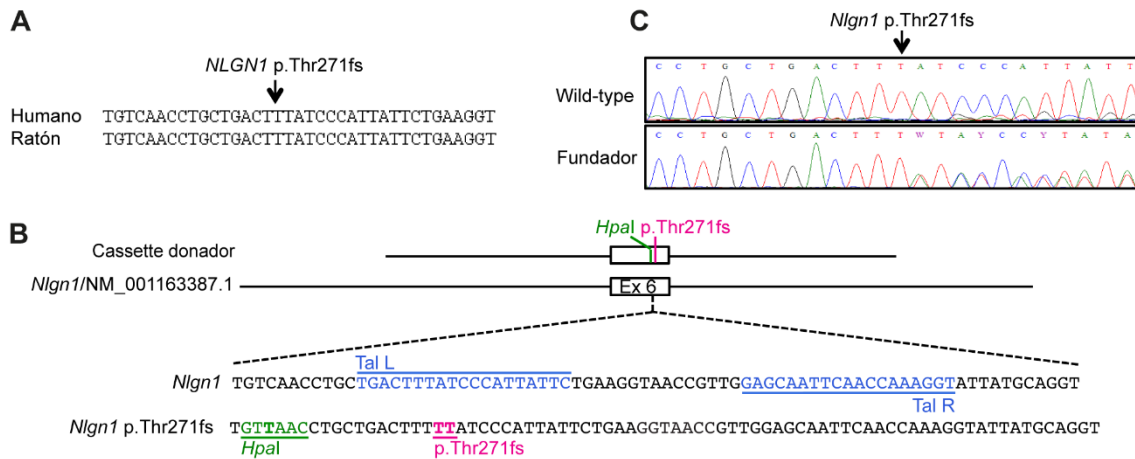 A
NLGN1 p.Thr271fs
Humano TGTCAACCTGCTGACTTTATCCCATTATTCTGAAGGT
Ratón TGTCAACCTGCTGACTTTATCCCATTATTCTGAAGGT
C
Nlgn1 p.Thr271fs
Wild-type C C T G C T G A C T T T A T C C C A T T A T T
Fundador C C T G C T G A C T T T W T A Y C C Y T A T A
B
HpaI p.Thr271fs
Cassette donador
Nlgn1/NM_001163387.1 Ex 6
Tal L
Nlgn1 TGTCAACCTGCTGACTTTATCCCATTATTCTGAAGGTAACCGTTGGAGCAATTCAACCAAAGGTATTATGCAGGT
Tal R
Nlgn1 p.Thr271fs TGTTAACCTGCTGACTTTTTATCCCATTATTCTGAAGGTAACCGTTGGAGCAATTCAACCAAAGGTATTATGCAGGT
HpaI p.Thr271fs